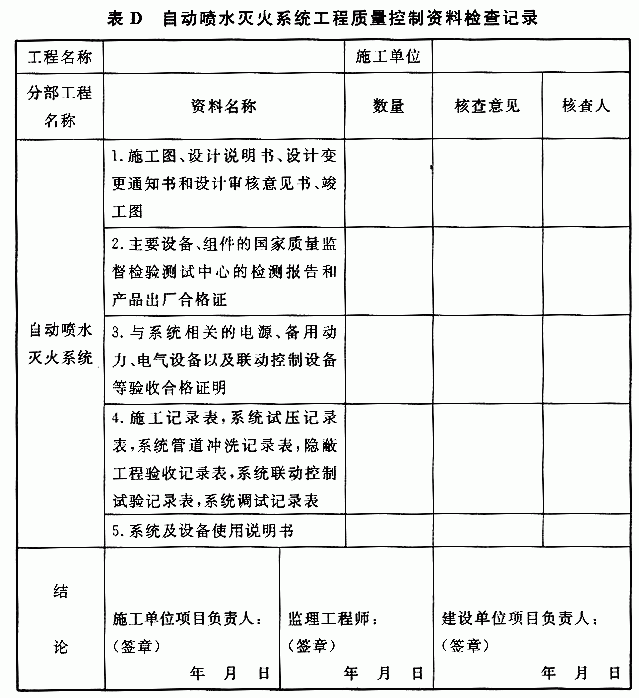 表 D 自动喷水灭火系统工程质量控制资料检查记录
工程名称 施工单位
分部工程
名称 资料名称 数量 核查意见 核查人
1.施工图、设计说明书、设计变
更通知书和设计审核意见书、竣
工图
2.主要设备、组件的国家质量监
督检验测试中心的检测报告和
产品出厂合格证
自动喷水
灭火系统
3.与系统相关的电源、备用动
力、电气设备以及联动控制设备
等验收合格证明
4.施工记录表,系统试压记录
表,系统管道冲洗记录表,隐蔽
工程验收记录表,系统联动控制
试验记录表,系统调试记录表
5.系统及设备使用说明书
结
论
施工单位项目负责人:
(签章)
年 月 日
监理工程师:
(签章)
年 月 日
建设单位项目负责人:
(签章)
年 月 日